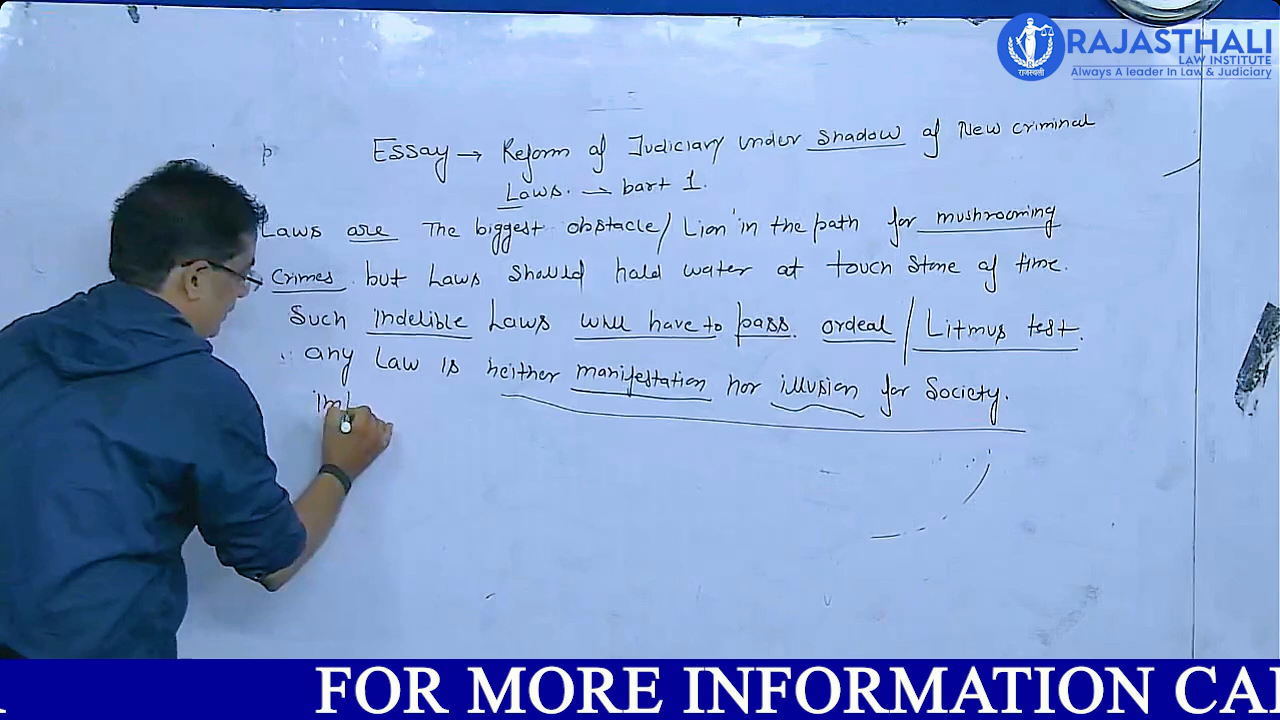 RAJASTHALI
LAW INSTITUTE
राजस्थली
Always A leader In Law & Judiciary
Essay → Reform of Judiciary under shadow of New criminal
Laws. → part 1.
Laws are The biggest obstacle/ Lion in the path for mushrooming
crimes. but Laws should hold water at touch stone of time.
Such indelible Laws will have to pass ordeal / Litmus test.
any Law is neither manifestation nor illusion for society.
FOR MORE INFORMATION CAL